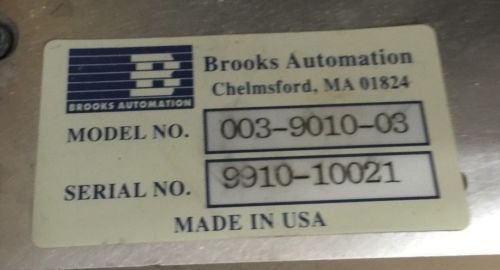 B
BROOKS AUTOMATION
Brooks Automation
Chelmsford, MA 01824
MODEL NO. 003-9010-03
SERIAL NO. 9910-10021
MADE IN USA